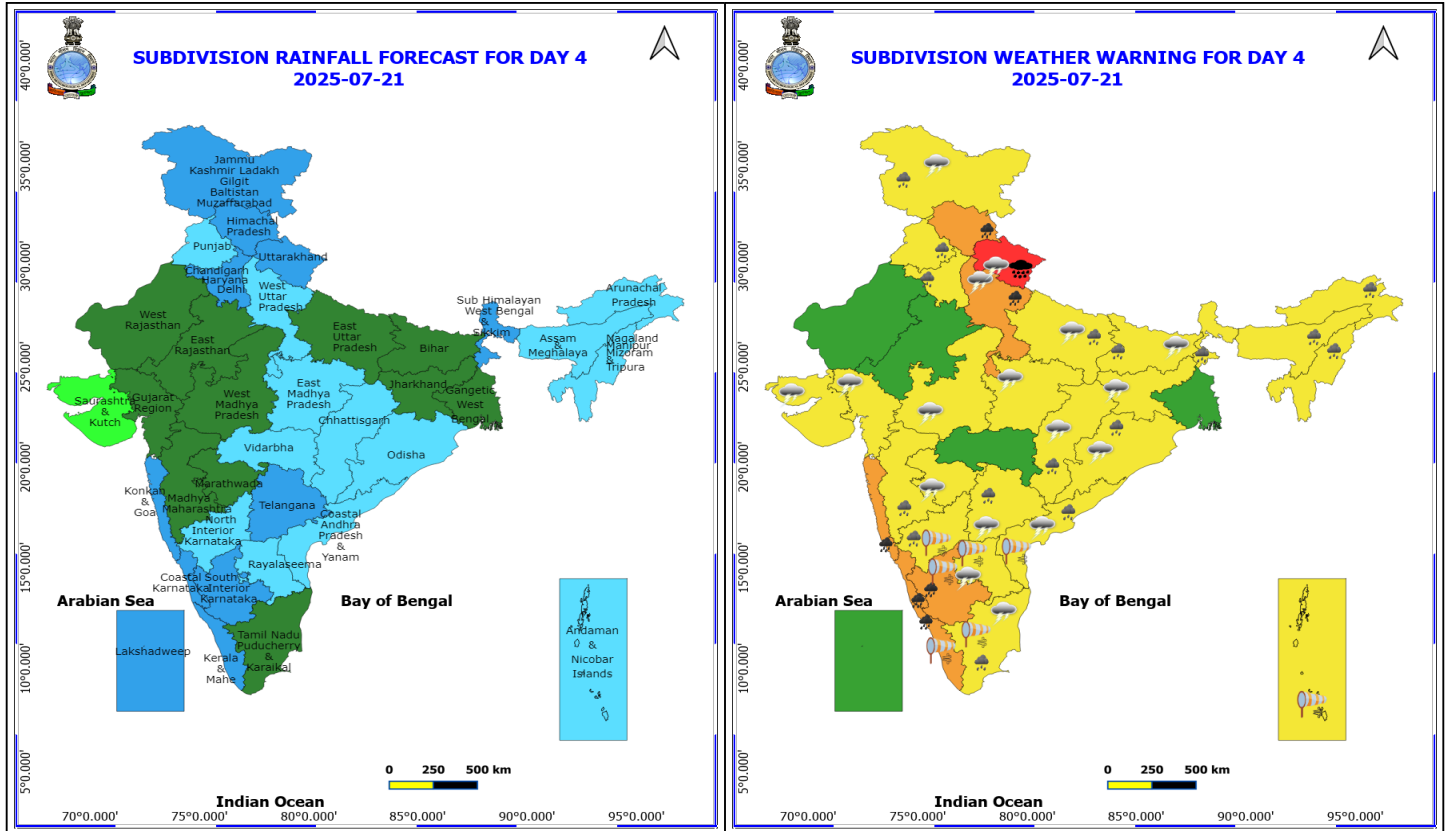 SUBDIVISION RAINFALL FORECAST FOR DAY 4
2025-07-21
40°0.000'
35°0.000'
30°0.000'
25°0.000'
20°0.000'
15°0.000'
10°0.000'
5°0.000'
Jammu
Kashmir Ladakh
Gilgit
Baltistan
Muzaffarabad
Himachal
Pradesh
Punjab
Uttarakhand
Chandigarh
Haryana
Delhi
West
Uttar
Pradesh
Arunachal
Pradesh
Sub Himalayan
West Bengal
&
Sikkim
West
Rajasthan
East
Rajasthan
East
Uttar
Pradesh
Bihar
Assam
&
Meghalaya
Nagaland
Manipur
Mizoram
&
Tripura
Saurashtra
&
Kutch
Gujarat
Region
West
Madhya
Pradesh
East
Madhya
Pradesh
Jharkhand
Gangetic
West
Bengal
Chhattisgarh
Vidarbha
Odisha
Konkan
&
Goa
Madhya
Maharashtra
Marathwada
Telangana
North
Interior
Karnataka
Coastal
Andhra
Pradesh
&
Yanam
Rayalaseema
Coastal
Karnataka
South
Interior
Karnataka
Arabian Sea
Bay of Bengal
Lakshadweep
Kerala
&
Mahe
Tamil Nadu
Puducherry
&
Karaikal
Andaman
&
Nicobar
Islands
0 250 500 km
Indian Ocean
70°0.000' 75°0.000' 80°0.000' 85°0.000' 90°0.000' 95°0.000'
SUBDIVISION WEATHER WARNING FOR DAY 4
2025-07-21
40°0.000'
35°0.000'
30°0.000'
25°0.000'
20°0.000'
15°0.000'
10°0.000'
5°0.000'
Arabian Sea
Bay of Bengal
0 250 500 km
Indian Ocean
70°0.000' 75°0.000' 80°0.000' 85°0.000' 90°0.000' 95°0.000'